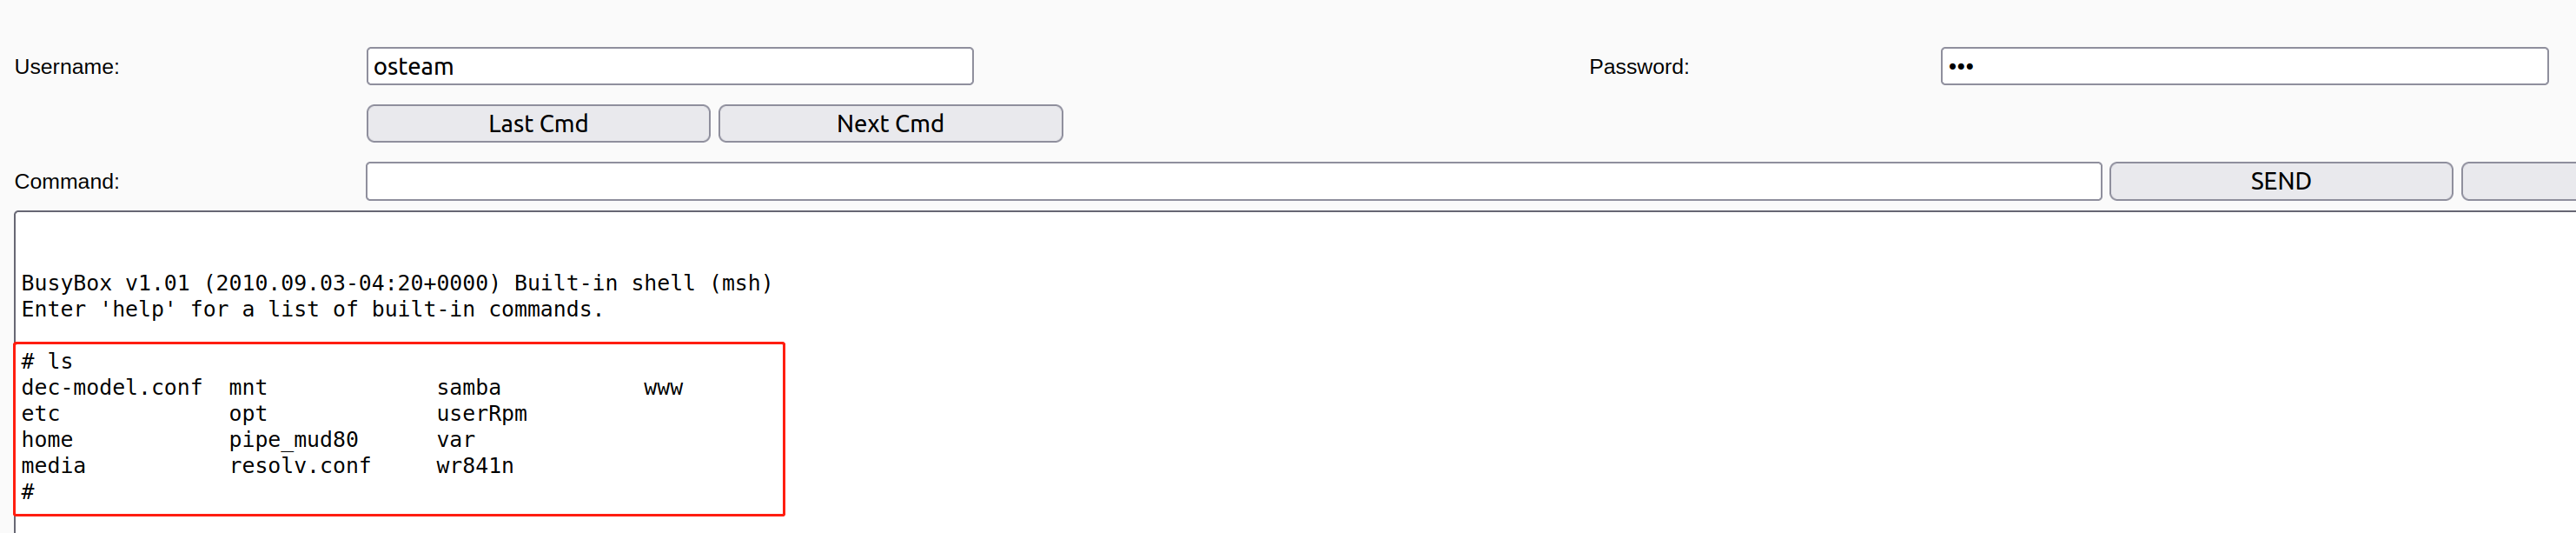 Username: osteam Password: •••
Last Cmd Next Cmd
Command: SEND
BusyBox v1.01 (2010.09.03-04:20+0000) Built-in shell (msh)
Enter 'help' for a list of built-in commands.
# ls
dec-model.conf  mnt             samba           www
etc             opt             userRpm
home            pipe_mud80      var
media           resolv.conf     wr841n
#